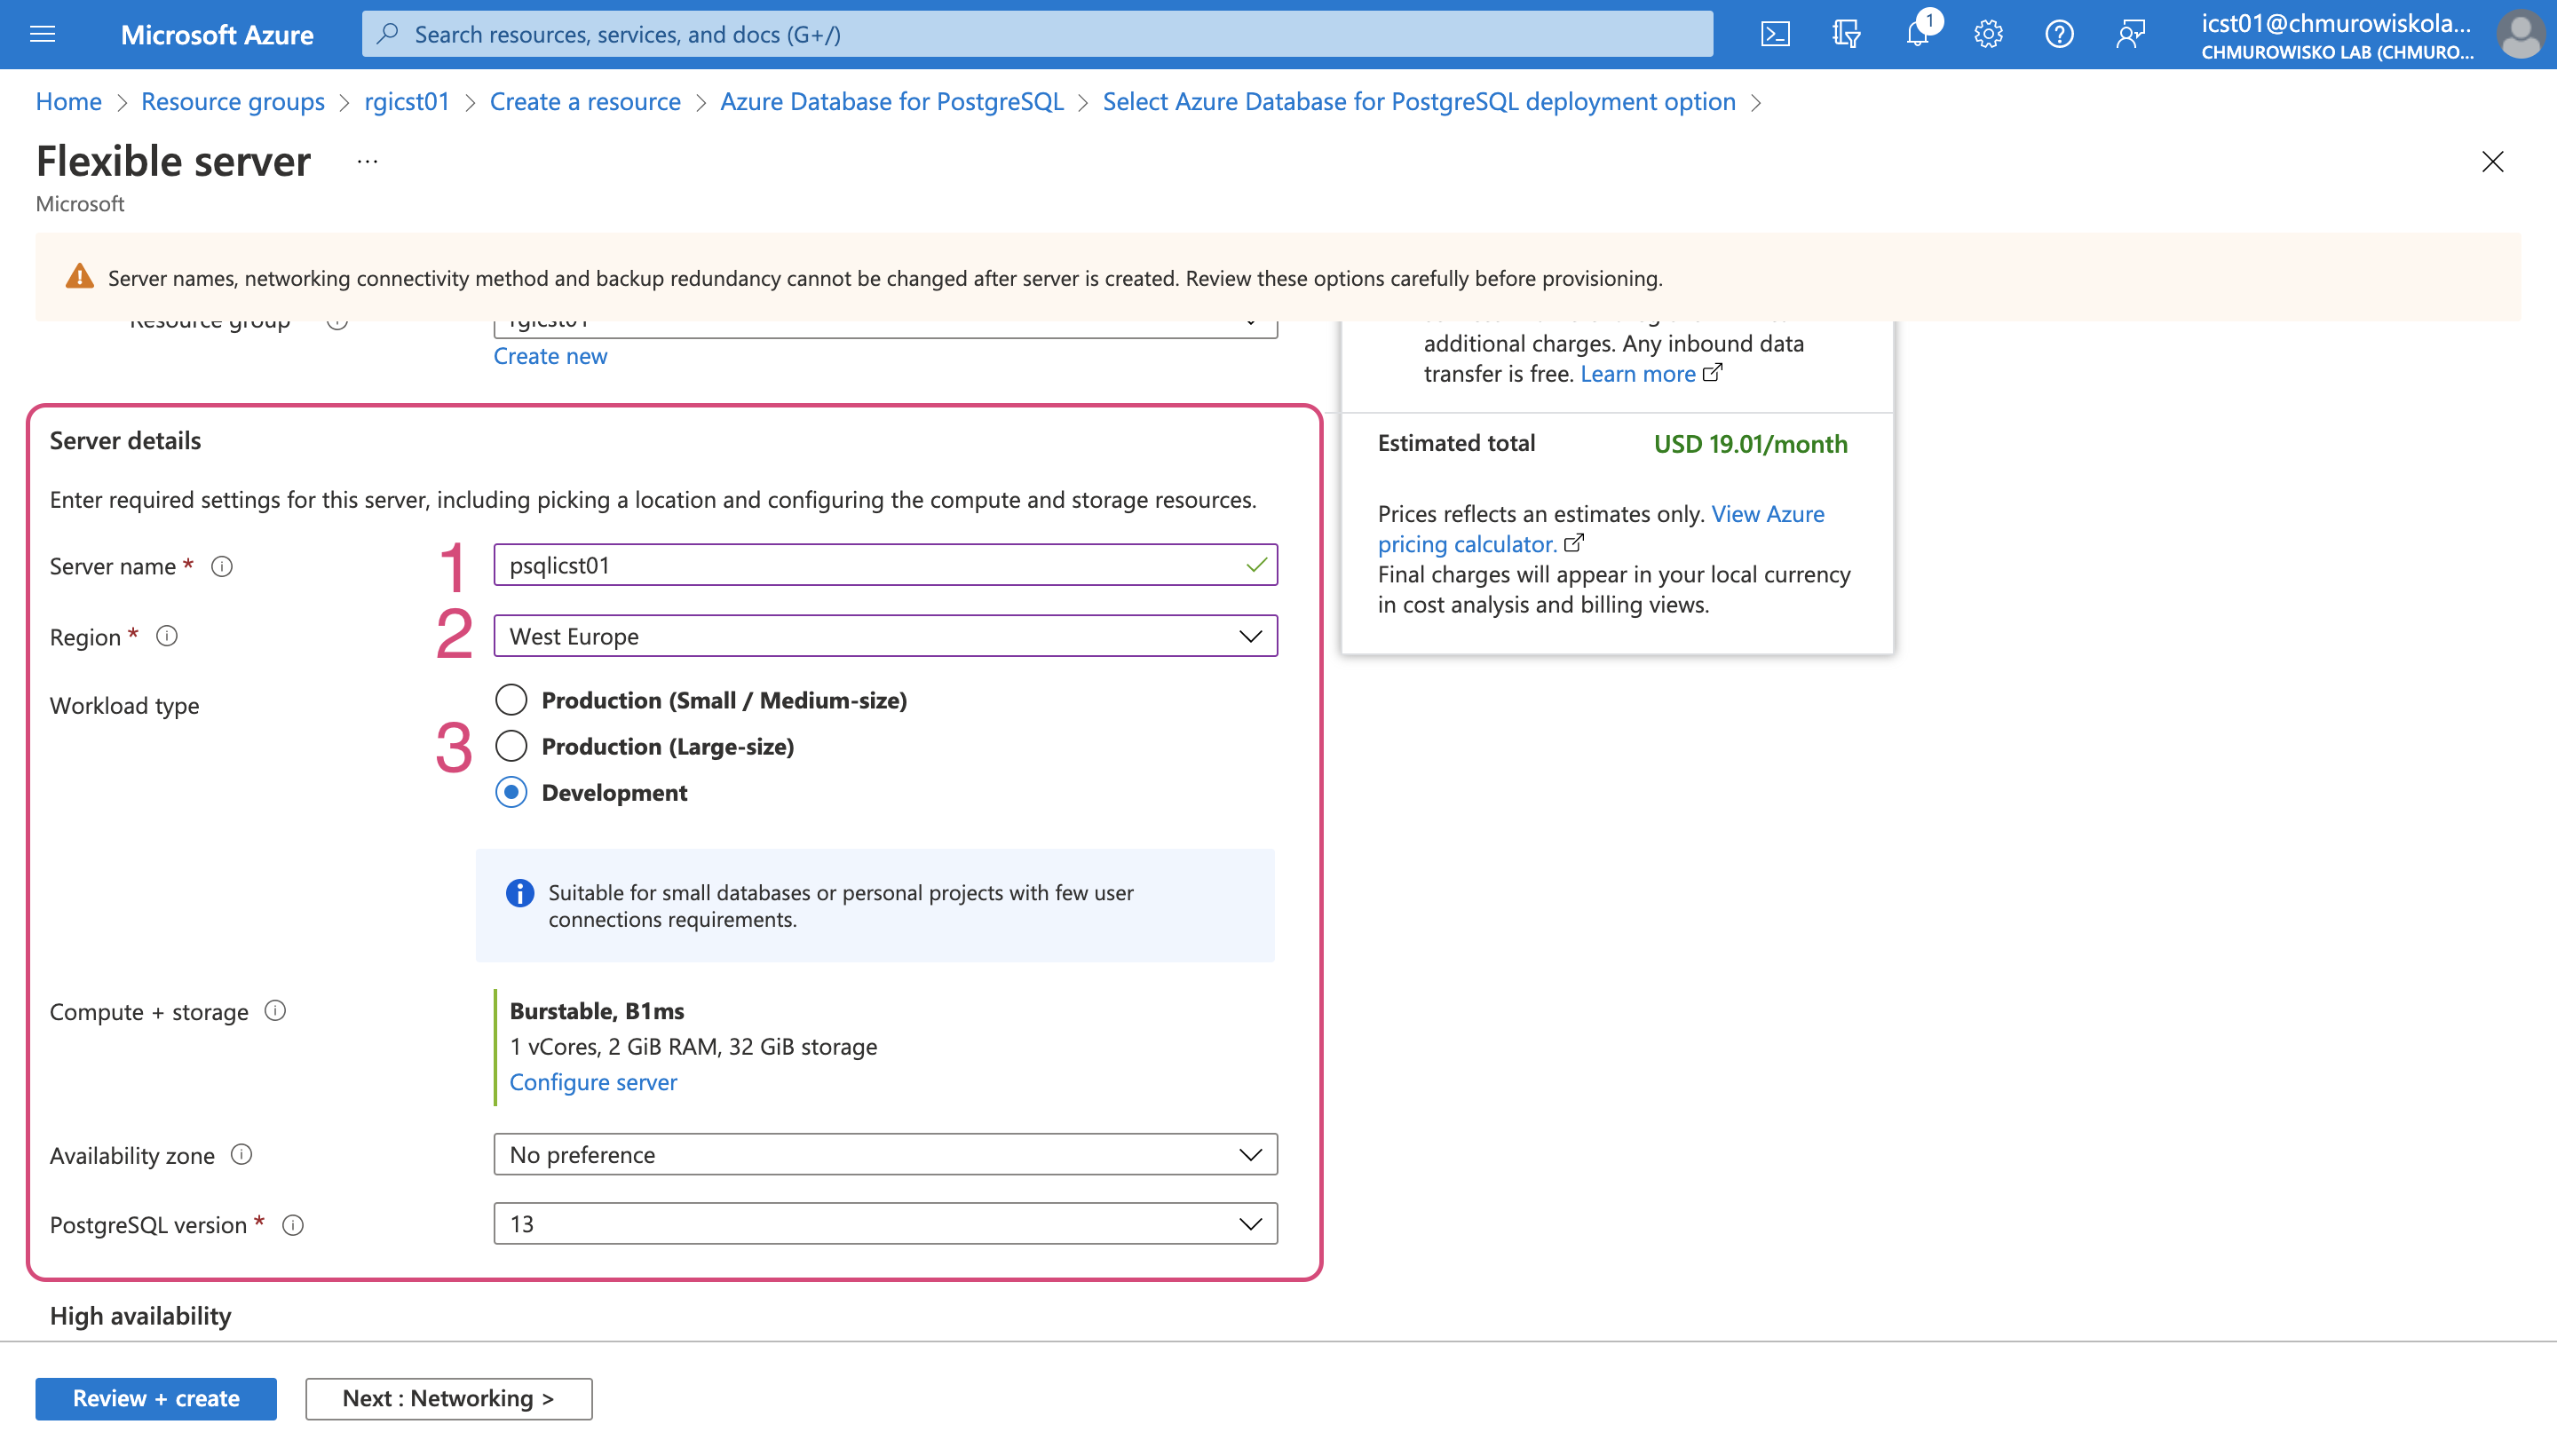 Microsoft Azure
Search resources, services, and docs (G+/)
1
icst01@chmurowiskola...
CHMUROWISKO LAB (CHMURO...
Home > Resource groups > rgicst01 > Create a resource > Azure Database for PostgreSQL > Select Azure Database for PostgreSQL deployment option >
Flexible server ...
Microsoft
Server names, networking connectivity method and backup redundancy cannot be changed after server is created. Review these options carefully before provisioning.
Resource group
rgicst01
Create new
additional charges. Any inbound data
transfer is free. Learn more
Estimated total USD 19.01/month
Prices reflects an estimates only. View Azure
pricing calculator.
Final charges will appear in your local currency
in cost analysis and billing views.
Server details
Enter required settings for this server, including picking a location and configuring the compute and storage resources.
Server name * 1 psqlicst01
Region * 2 West Europe
Workload type
3
Production (Small / Medium-size)
Production (Large-size)
Development
Suitable for small databases or personal projects with few user
connections requirements.
Compute + storage
Burstable, B1ms
1 vCores, 2 GiB RAM, 32 GiB storage
Configure server
Availability zone No preference
PostgreSQL version * 13
High availability
Review + create
Next : Networking >